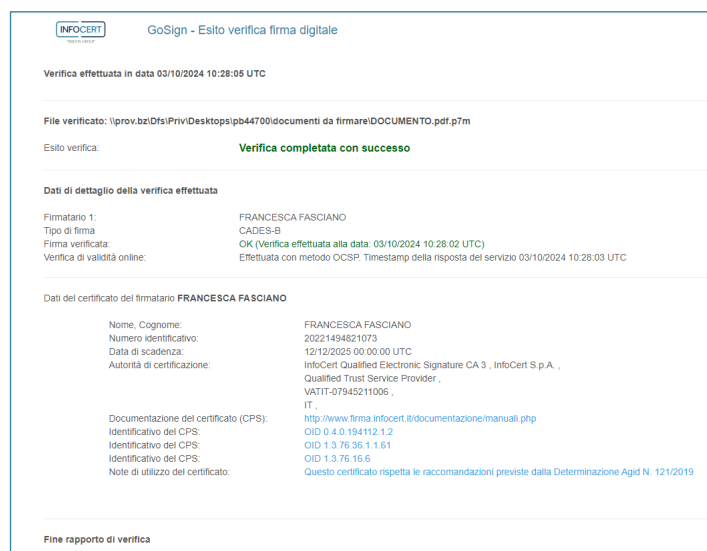 INFOCERT
TINEXTA GROUP
GoSign - Esito verifica firma digitale
Verifica effettuata in data 03/10/2024 10:28:05 UTC
File verificato: \\prov.bz\Dfs\Priv\Desktops\pb44700\documenti da firmare\DOCUMENTO.pdf.p7m
Esito verifica: Verifica completata con successo
Dati di dettaglio della verifica effettuata
Firmatario 1: FRANCESCA FASCIANO
Tipo di firma CADES-B
Firma verificata: OK (Verifica effettuata alla data: 03/10/2024 10:28:02 UTC)
Verifica di validità online: Effettuata con metodo OCSP. Timestamp della risposta del servizio 03/10/2024 10:28:03 UTC
Dati del certificato del firmatario FRANCESCA FASCIANO
Nome, Cognome: FRANCESCA FASCIANO
Numero identificativo: 20221494821073
Data di scadenza: 12/12/2025 00:00:00 UTC
Autorità di certificazione: InfoCert Qualified Electronic Signature CA 3 , InfoCert S.p.A. ,
Qualified Trust Service Provider ,
VATIT-07945211006 ,
IT ,
Documentazione del certificato (CPS): http://www.firma.infocert.it/documentazione/manuali.php
Identificativo del CPS: OID 0.4.0.194112.1.2
Identificativo del CPS: OID 1.3.76.36.1.1.61
Identificativo del CPS: OID 1.3.76.16.6
Note di utilizzo del certificato: Questo certificato rispetta le raccomandazioni previste dalla Determinazione Agid N. 121/2019
Fine rapporto di verifica